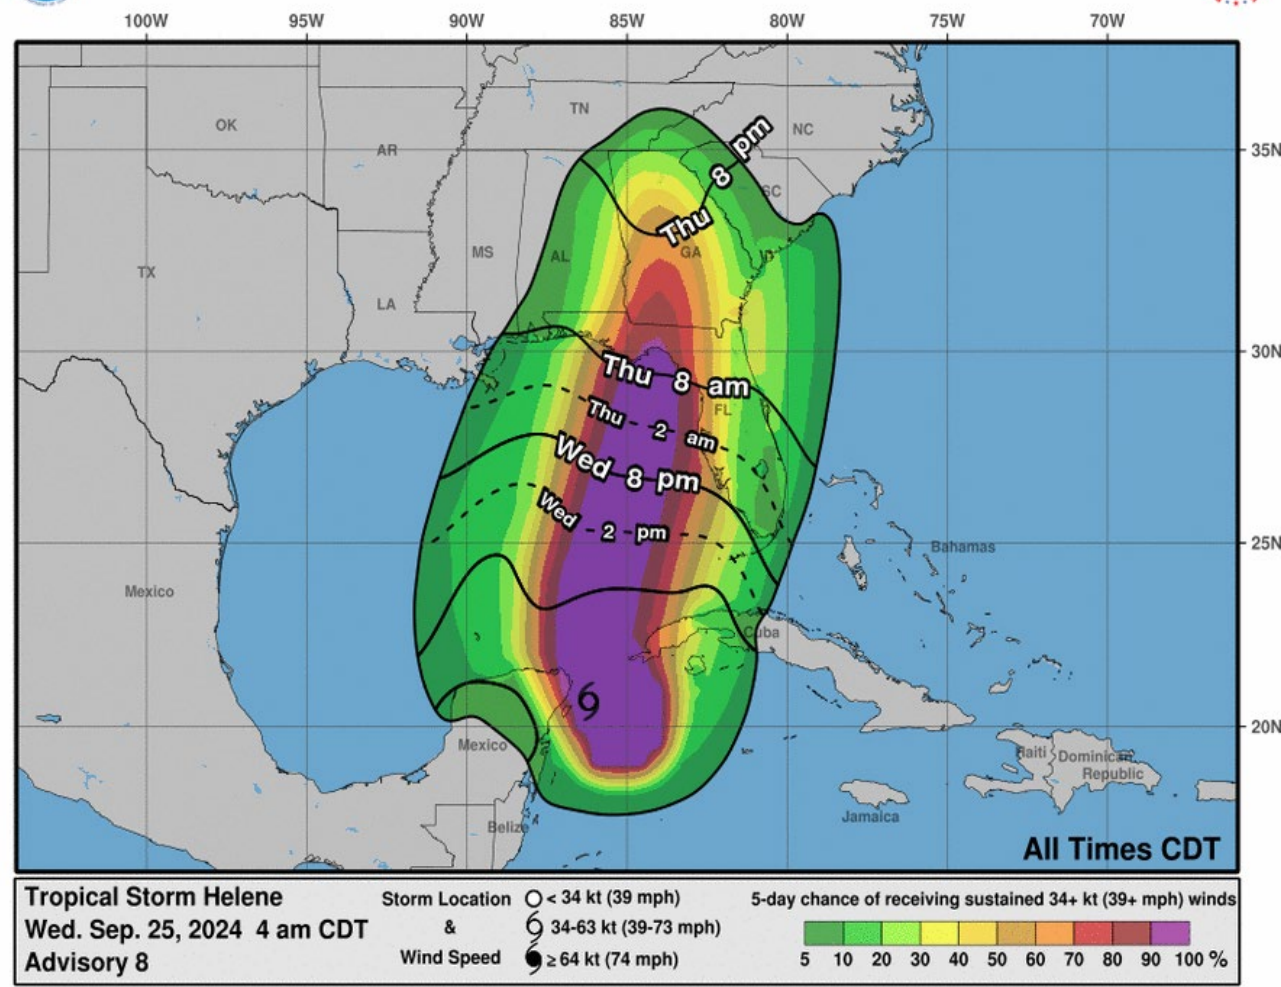 100W 95W 90W 85W 80W 75W 70W
TN
pm
NC
OK
35N
AR
8
SC
Thu
MS
AL
GA
TX
LA
30N
Thu 8 am
Thu 2 am
FL
Wed 8 pm
Wed 2 pm
25N
Bahamas
Mexico
Cuba
20N
Mexico
Haiti
Dominican
Republic
Jamaica
Belize
All Times CDT
Tropical Storm Helene
Wed. Sep. 25, 2024 4 am CDT
Advisory 8
Storm Location
&
Wind Speed
< 34 kt (39 mph)
34-63 kt (39-73 mph)
≥ 64 kt (74 mph)
5-day chance of receiving sustained 34+ kt (39+ mph) winds
5 10 20 30 40 50 60 70 80 90 100 %